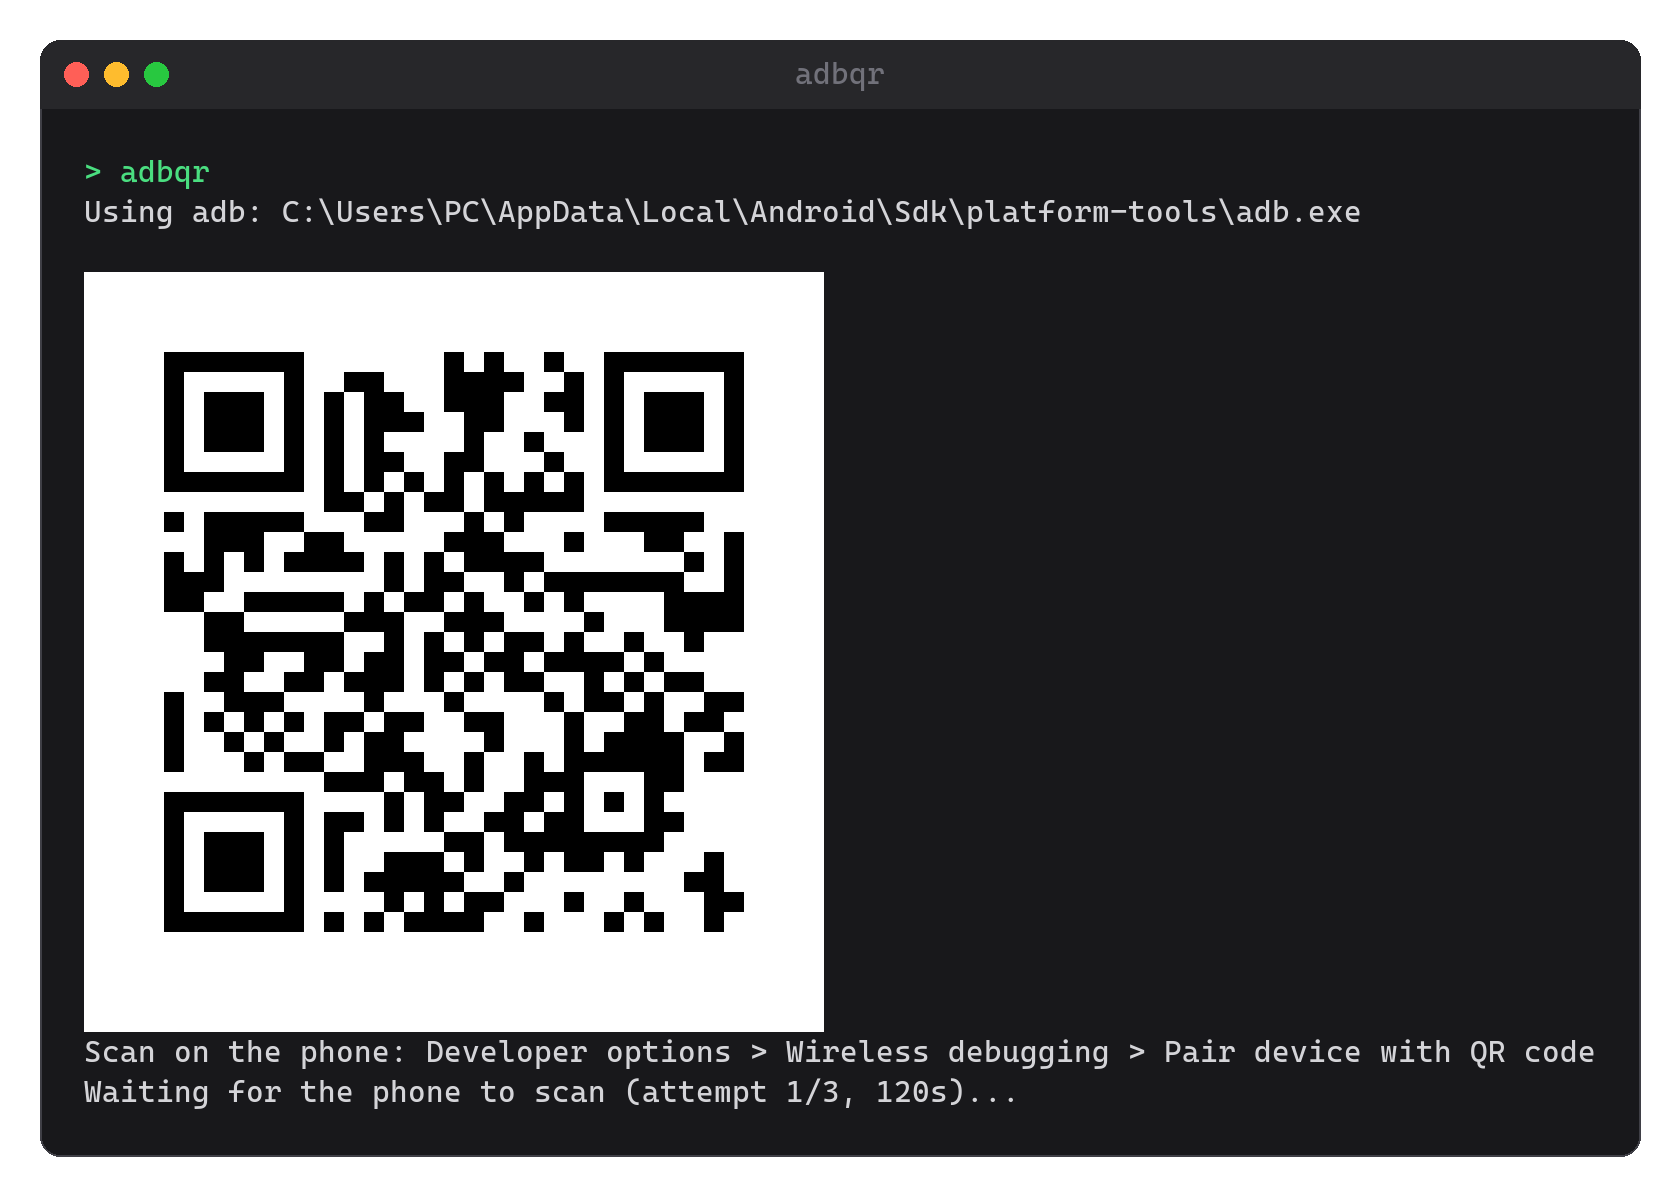 adbqr
> adbqr
Using adb: C:\Users\PC\AppData\Local\Android\Sdk\platform-tools\adb.exe
Scan on the phone: Developer options > Wireless debugging > Pair device with QR code
Waiting for the phone to scan (attempt 1/3, 120s)...